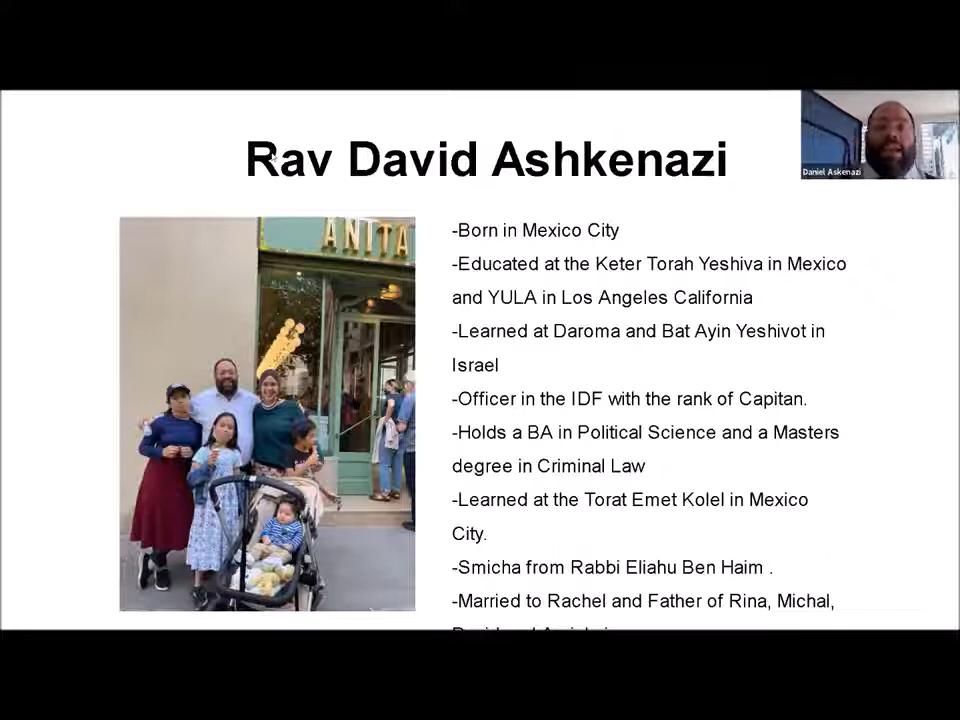 Rav David Ashkenazi
Daniel Askenazi
ANITA
-Born in Mexico City
-Educated at the Keter Torah Yeshiva in Mexico
and YULA in Los Angeles California
-Learned at Daroma and Bat Ayin Yeshivot in
Israel
-Officer in the IDF with the rank of Capitan.
-Holds a BA in Political Science and a Masters
degree in Criminal Law
-Learned at the Torat Emet Kolel in Mexico
City.
-Smicha from Rabbi Eliahu Ben Haim .
-Married to Rachel and Father of Rina, Michal,